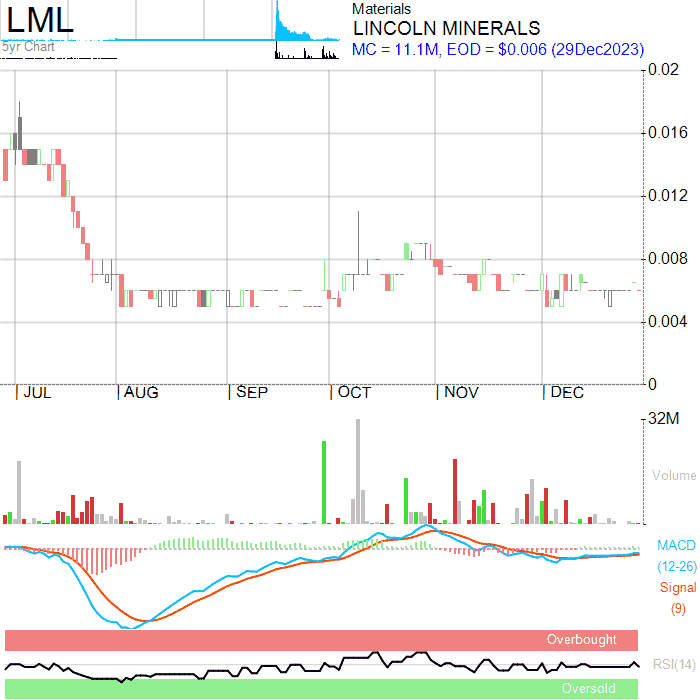 LML
5yr Chart
Materials
LINCOLN MINERALS
MC = 11.1M, EOD = $0.006 (29Dec2023)
0.02
0.016
0.012
0.008
0.004
0
JUL AUG SEP OCT NOV DEC
32M
Volume
MACD
(12-26)
Signal
(9)
Overbought
RSI(14)
Oversold